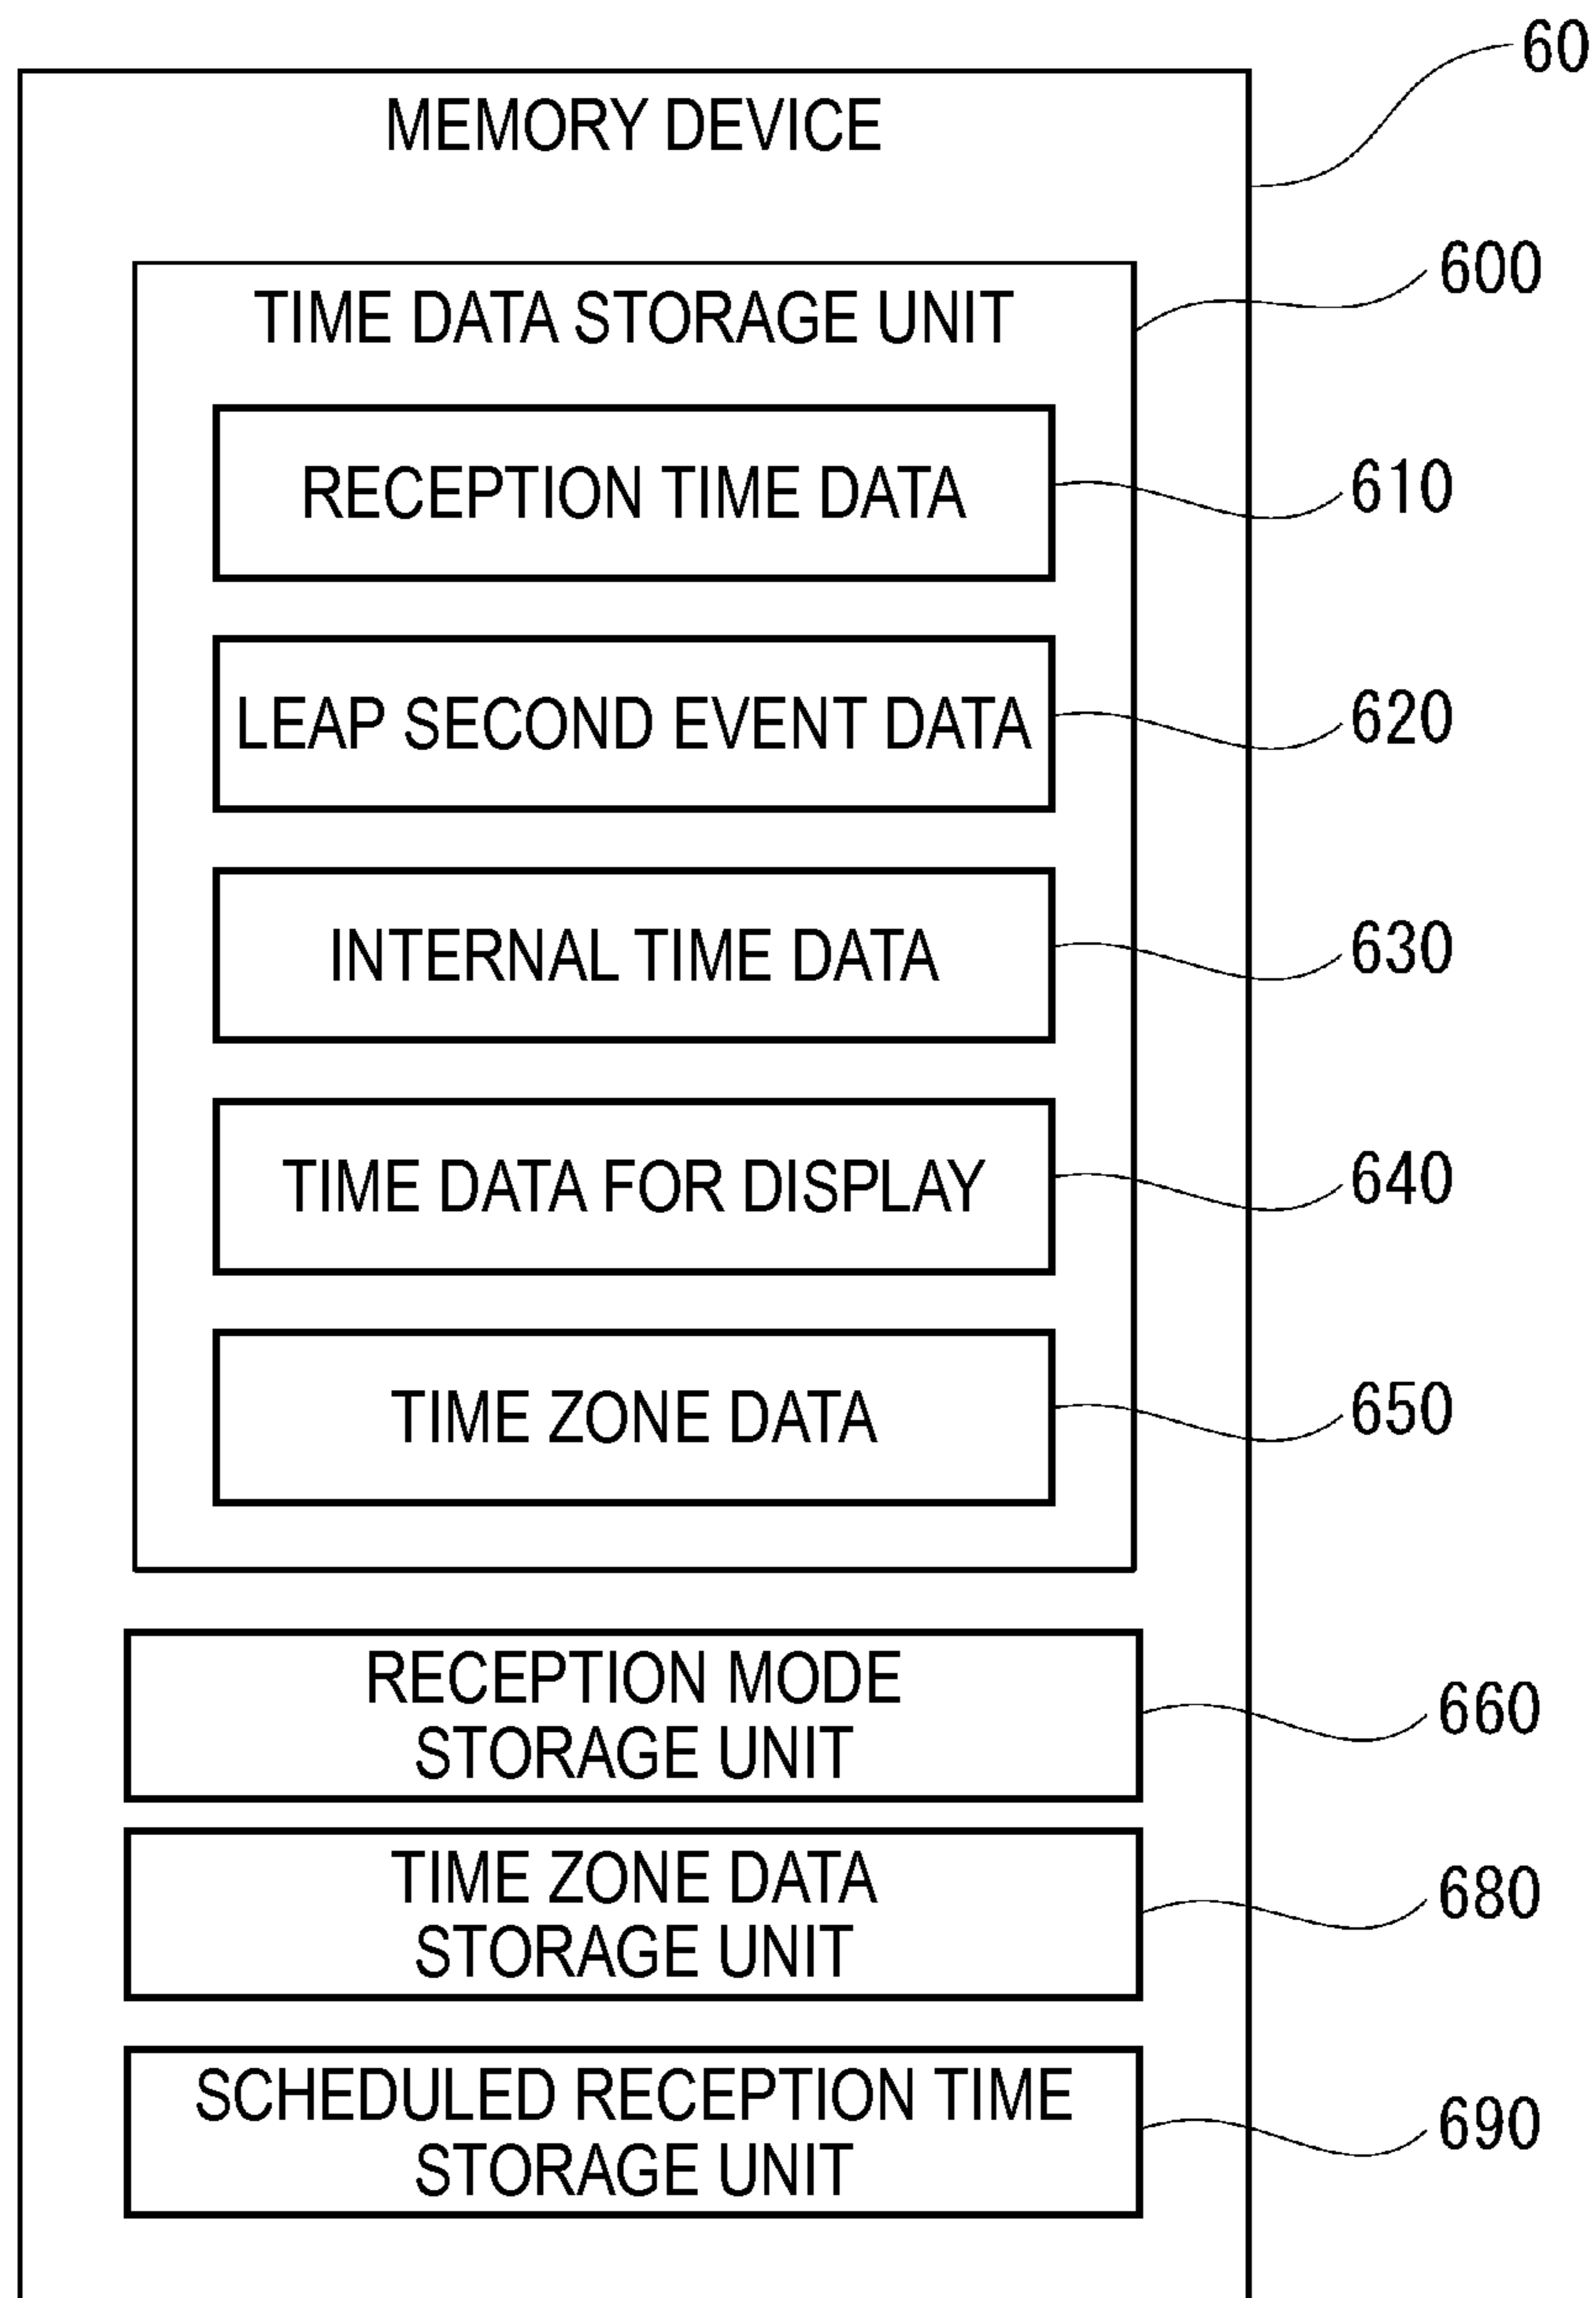 60
MEMORY DEVICE
600
TIME DATA STORAGE UNIT
RECEPTION TIME DATA
610
LEAP SECOND EVENT DATA
620
INTERNAL TIME DATA
630
TIME DATA FOR DISPLAY
640
TIME ZONE DATA
650
RECEPTION MODE
STORAGE UNIT
660
TIME ZONE DATA
STORAGE UNIT
680
SCHEDULED RECEPTION TIME
STORAGE UNIT
690